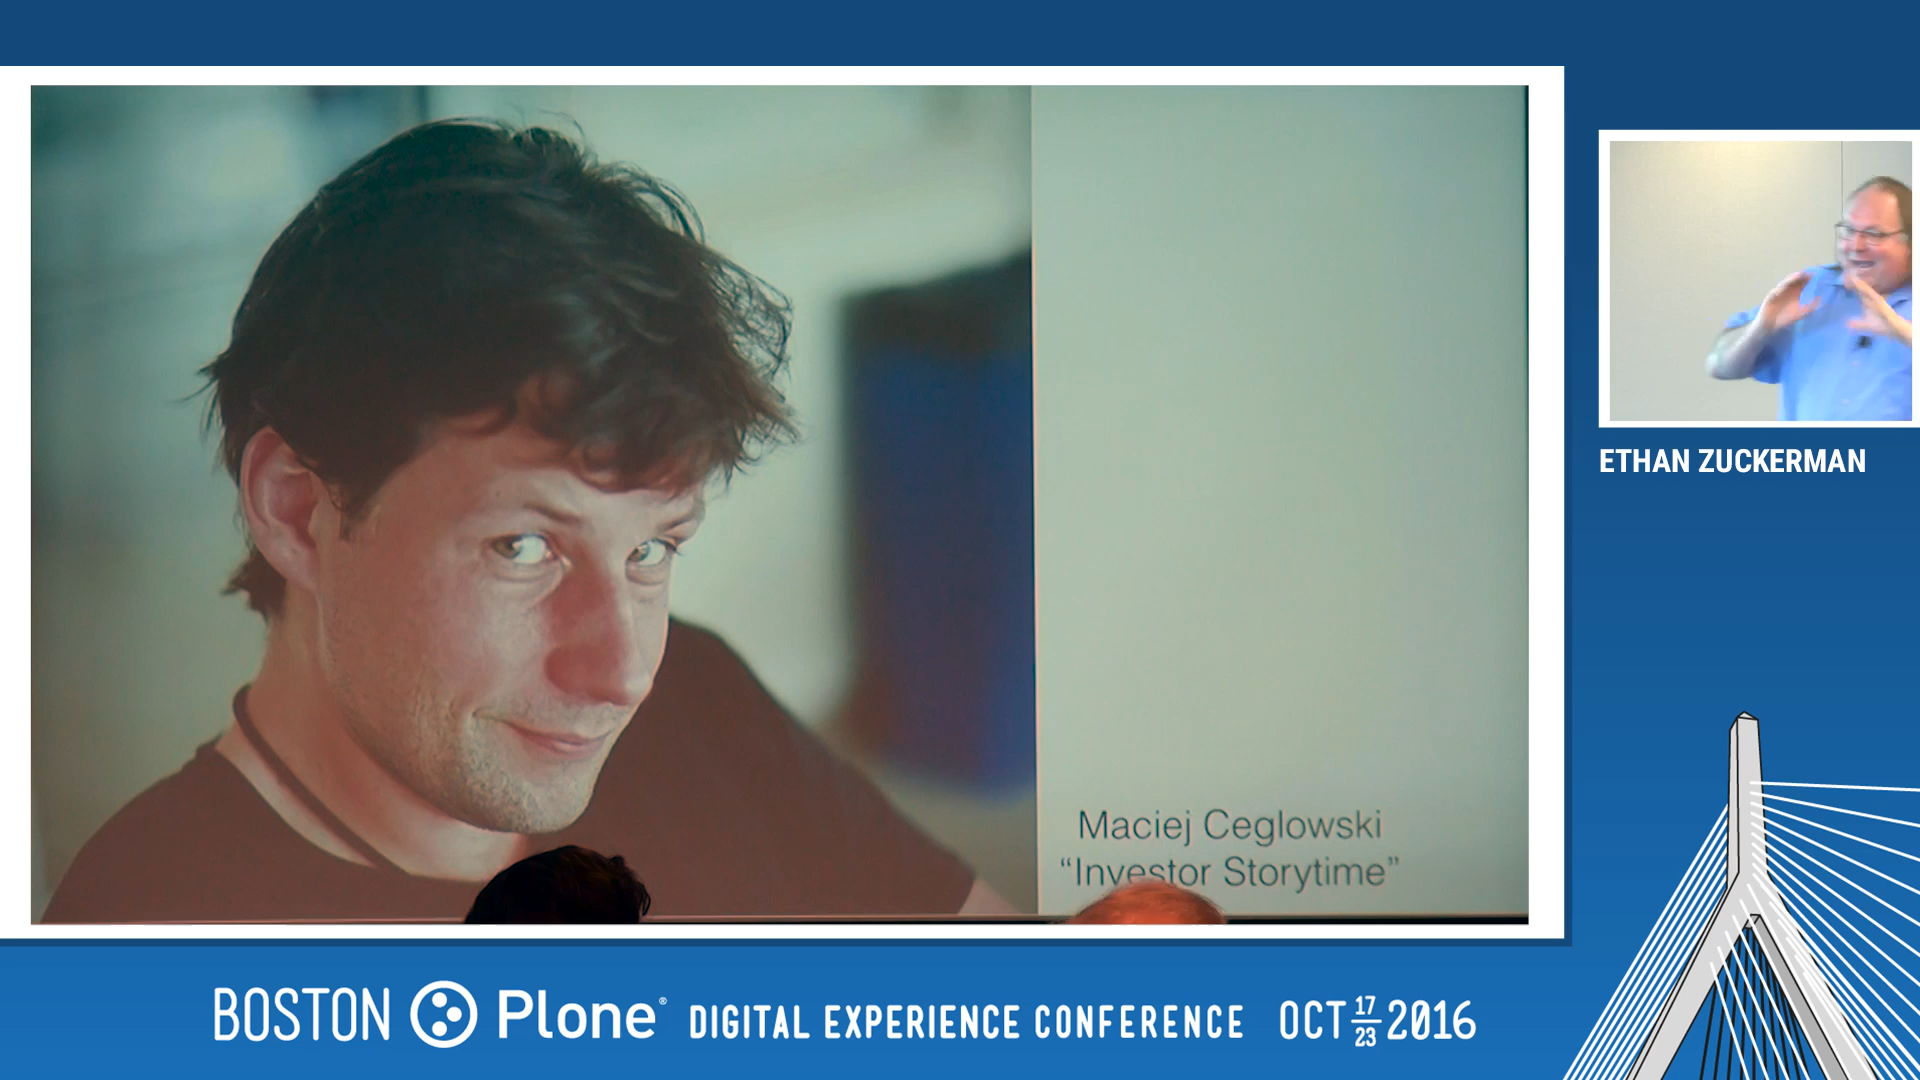 Maciej Ceglowski
“Investor Storytime”
ETHAN ZUCKERMAN
BOSTON Plone® DIGITAL EXPERIENCE CONFERENCE OCT 17 23 2016